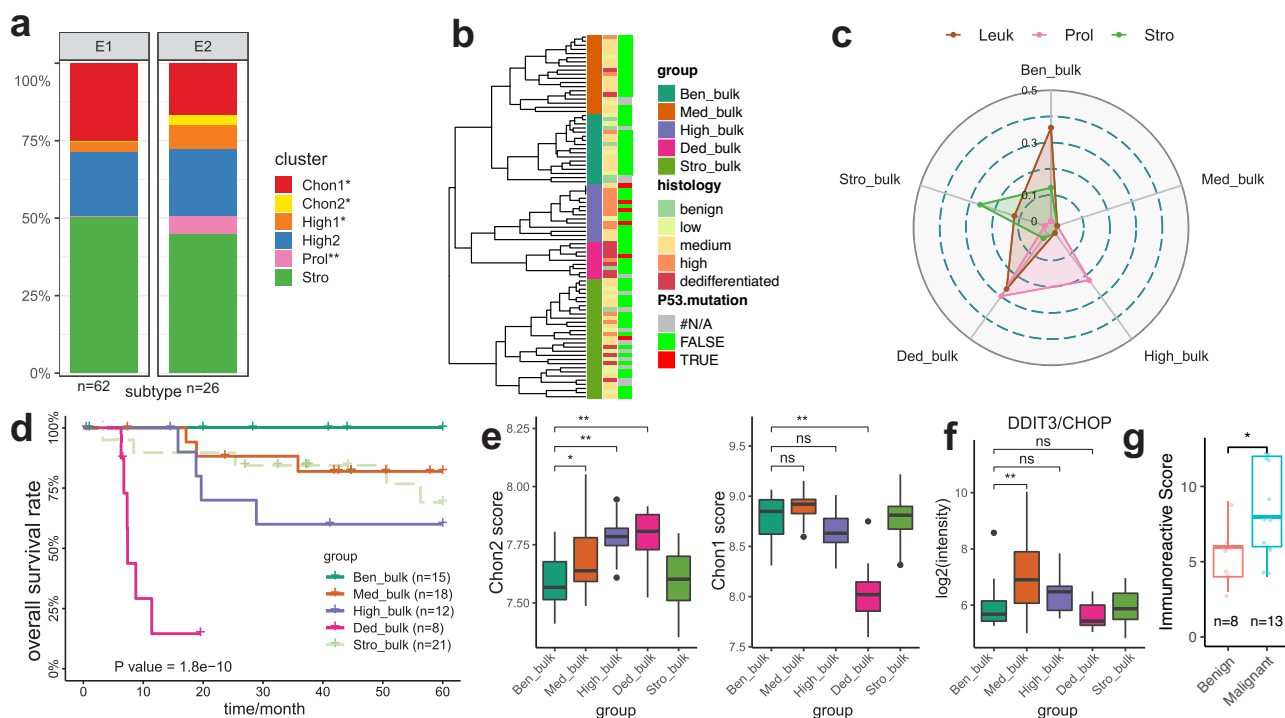 a
E1
E2
100%
75%
50%
25%
0%
n=62
subtype
n=26
cluster
Chon1*
Chon2*
High1*
High2
Prol**
Stro
b
group
Ben_bulk
Med_bulk
High_bulk
Ded_bulk
Stro_bulk
histology
benign
low
medium
high
dedifferentiated
P53.mutation
#N/A
FALSE
TRUE
c
Leuk
Prol
Stro
Ben_bulk
0.5
Med_bulk
0.3
Stro_bulk
0.1
0
Ded_bulk
High_bulk
d
overall survival rate
100%
75%
50%
25%
0%
group
Ben_bulk (n=15)
Med_bulk (n=18)
High_bulk (n=12)
Ded_bulk (n=8)
Stro_bulk (n=21)
P value = 1.8e−10
0 10 20 30 40 50 60
time/month
e
Chon2 score
8.25
8.00
7.75
7.50
**
**
*
Ben_bulk
Med_bulk
High_bulk
Ded_bulk
Stro_bulk
group
Chon1 score
9.5
9.0
8.5
8.0
7.5
**
ns
ns
Ben_bulk
Med_bulk
High_bulk
Ded_bulk
Stro_bulk
group
f
DDIT3/CHOP
log2(intensity)
10
8
6
ns
ns
**
Ben_bulk
Med_bulk
High_bulk
Ded_bulk
Stro_bulk
group
g
Immunoreactive Score
10
5
0
*
n=8
n=13
Benign
Malignant